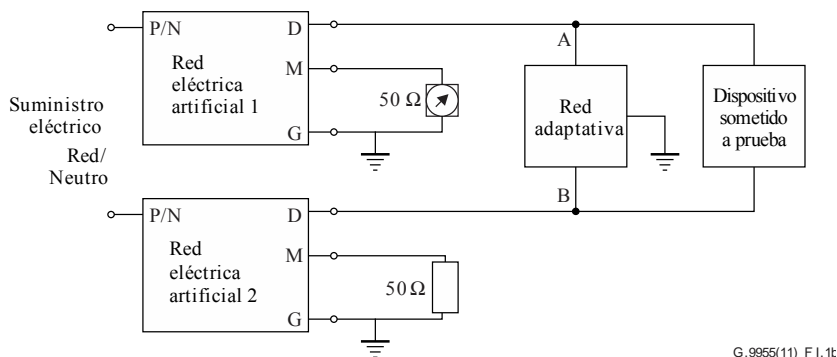 P/N
D
M
G
Red
eléctrica
artificial 1
Suministro
eléctrico
Red/
Neutro
50 Ω
A
Red
adaptativa
B
Dispositivo
sometido
a prueba
P/N
D
M
G
Red
eléctrica
artificial 2
50 Ω
G.9955(11)_F I.1b